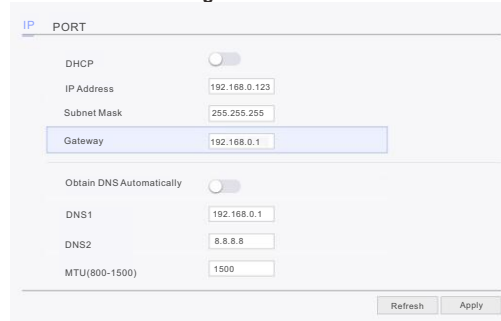 IP PORT
DHCP
IP Address 192.168.0.123
Subnet Mask 255.255.255
Gateway 192.168.0.1
Obtain DNS Automatically
DNS1 192.168.0.1
DNS2 8.8.8.8
MTU(800-1500) 1500
Refresh Apply